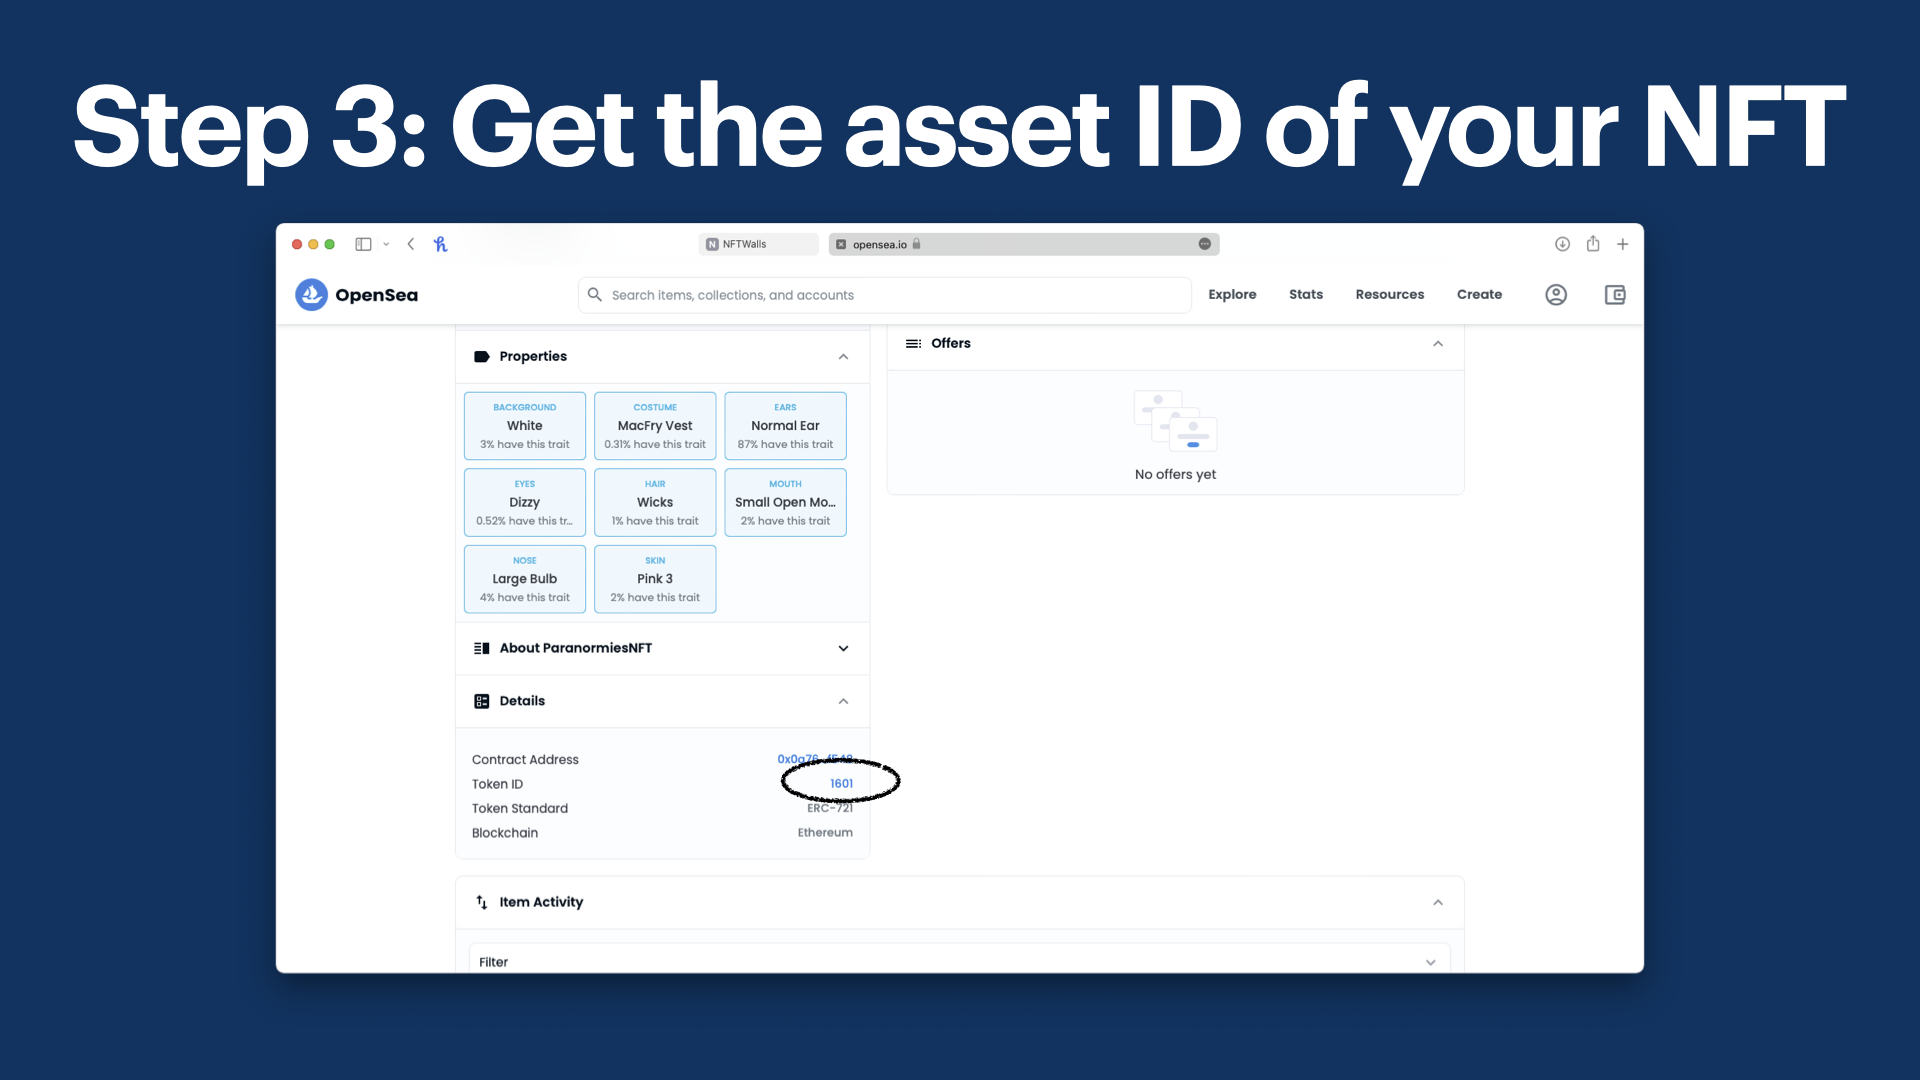 Step 3: Get the asset ID of your NFT
NFTWalls
opensea.io
OpenSea
Search items, collections, and accounts
Explore
Stats
Resources
Create
Properties
BACKGROUND
White
3% have this trait
COSTUME
MacFry Vest
0.31% have this trait
EARS
Normal Ear
87% have this trait
EYES
Dizzy
0.52% have this tr...
HAIR
Wicks
1% have this trait
MOUTH
Small Open Mo...
2% have this trait
NOSE
Large Bulb
4% have this trait
SKIN
Pink 3
2% have this trait
About ParanormiesNFT
Details
Contract Address
Token ID 1601
Token Standard ERC-721
Blockchain Ethereum
Offers
No offers yet
Item Activity
Filter